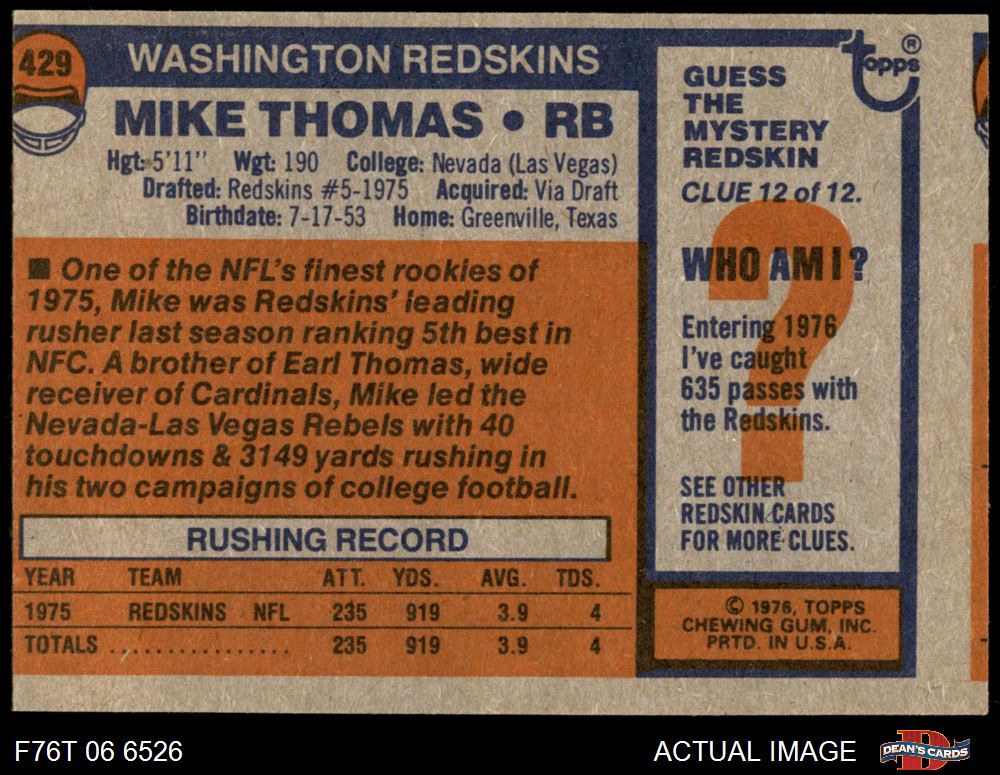 429
WASHINGTON REDSKINS
MIKE THOMAS • RB
Hgt: 5'11" Wgt: 190 College: Nevada (Las Vegas)
Drafted: Redskins #5-1975 Acquired: Via Draft
Birthdate: 7-17-53 Home: Greenville, Texas
■ One of the NFL's finest rookies of
1975, Mike was Redskins' leading
rusher last season ranking 5th best in
NFC. A brother of Earl Thomas, wide
receiver of Cardinals, Mike led the
Nevada-Las Vegas Rebels with 40
touchdowns & 3149 yards rushing in
his two campaigns of college football.
RUSHING RECORD
YEAR TEAM ATT. YDS. AVG. TDS.
1975 REDSKINS NFL 235 919 3.9 4
TOTALS ................ 235 919 3.9 4
topps ®
GUESS
THE
MYSTERY
REDSKIN
CLUE 12 of 12.
?
WHO AM I?
Entering 1976
I've caught
635 passes with
the Redskins.
SEE OTHER
REDSKIN CARDS
FOR MORE CLUES.
© 1976, TOPPS
CHEWING GUM, INC.
PRTD. IN U.S.A.
F76T 06 6526
ACTUAL IMAGE
D
DEAN'S CARDS